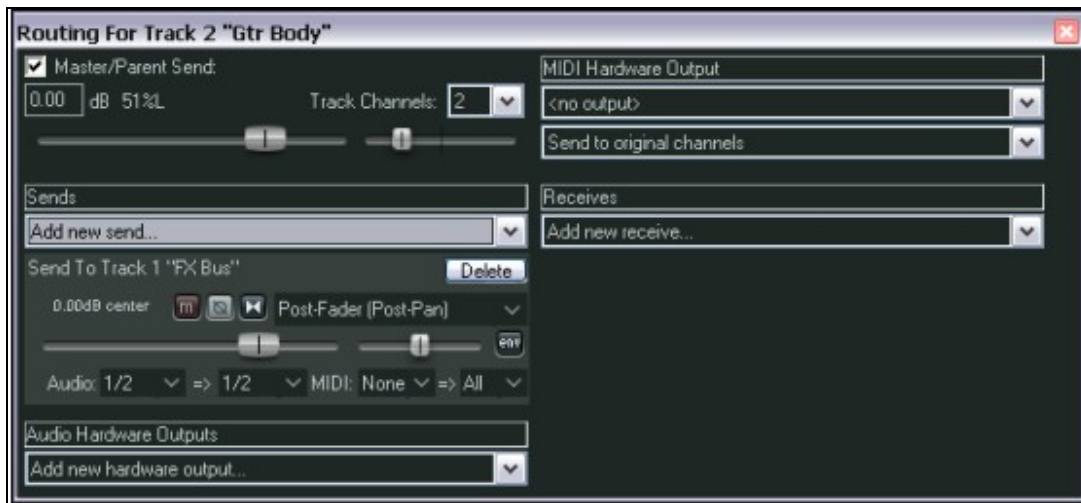 Routing For Track 2 "Gtr Body"
Master/Parent Send:
0.00 dB 51%L Track Channels: 2
MIDI Hardware Output
<no output>
Send to original channels
Sends
Add new send...
Receives
Add new receive...
Send To Track 1 "FX Bus" Delete
0.00dB center m Post-Fader (Post-Pan)
env
Audio: 1/2 => 1/2 MIDI: None => All
Audio Hardware Outputs
Add new hardware output...